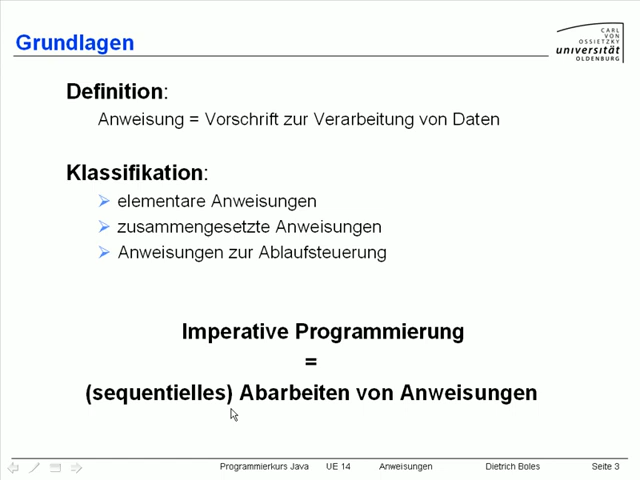 Grundlagen
CARL
VON
OSSIETZKY
universität
OLDENBURG
Definition:
Anweisung = Vorschrift zur Verarbeitung von Daten
Klassifikation:
elementare Anweisungen
zusammengesetzte Anweisungen
Anweisungen zur Ablaufsteuerung
Imperative Programmierung
=
(sequentielles) Abarbeiten von Anweisungen
Programmierkurs Java UE 14 Anweisungen Dietrich Boles Seite 3